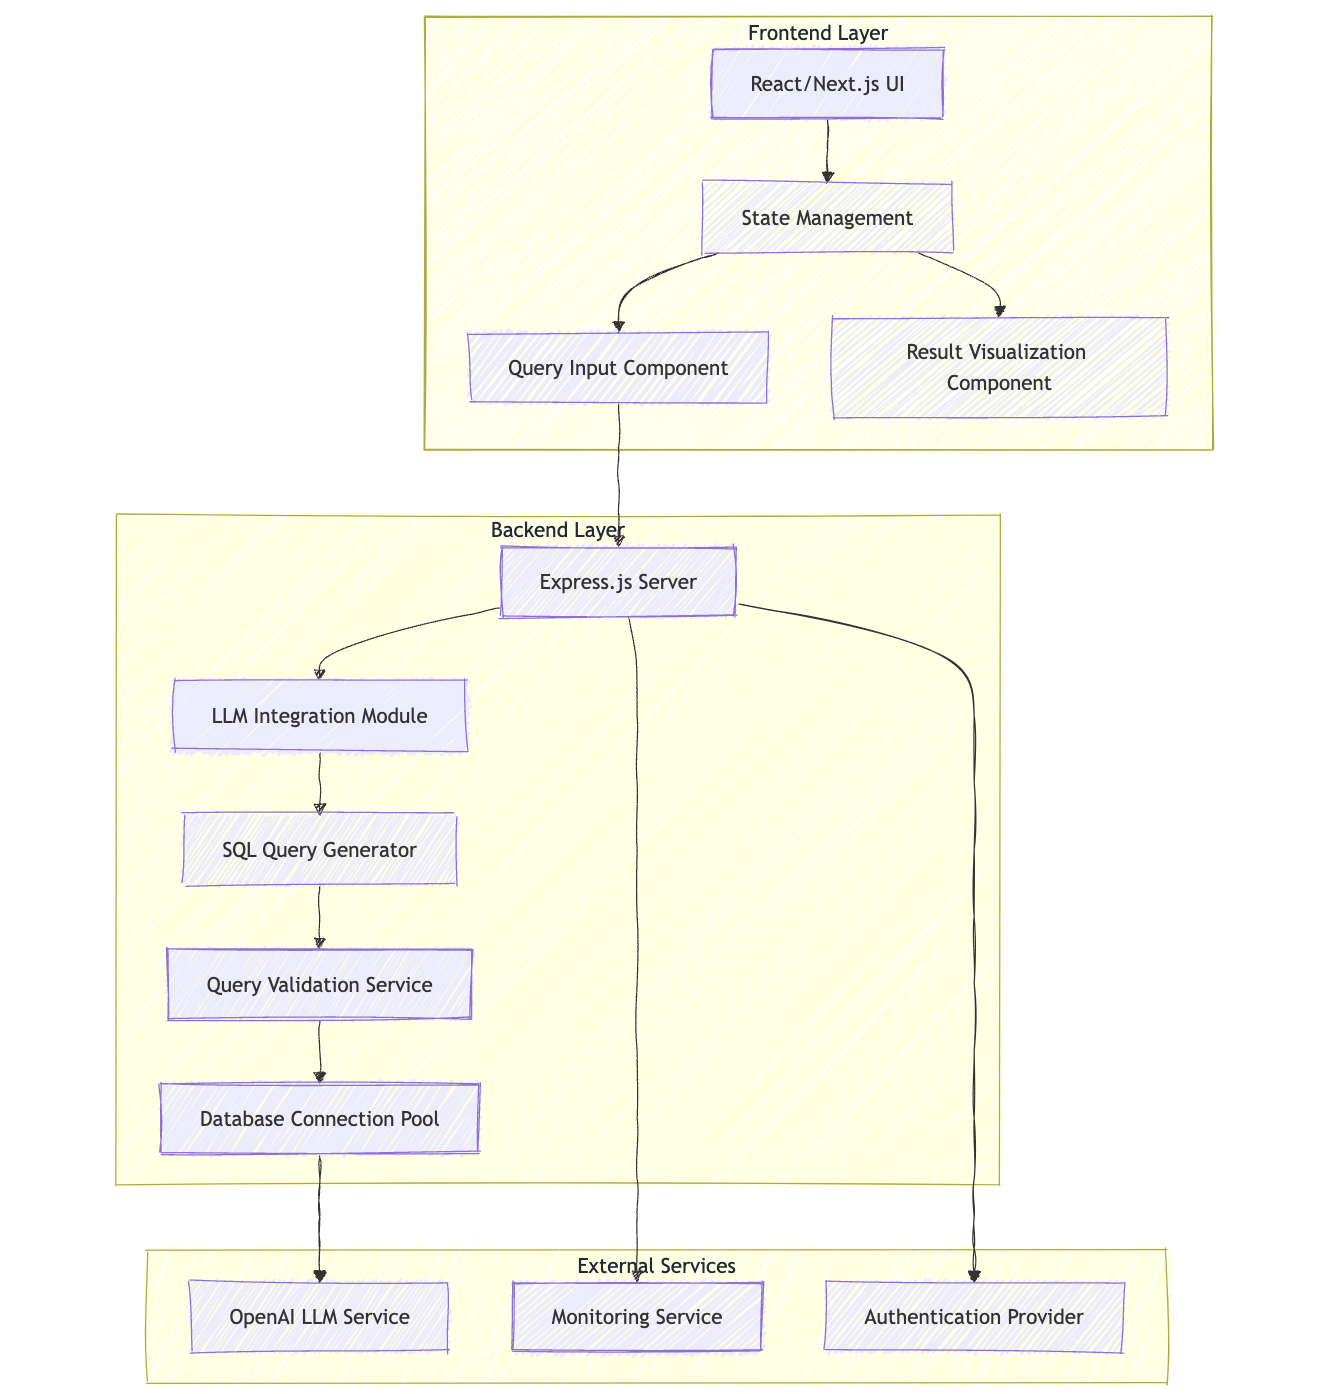 Frontend Layer
React/Next.js UI
State Management
Query Input Component
Result Visualization
Component
Backend Layer
Express.js Server
LLM Integration Module
SQL Query Generator
Query Validation Service
Database Connection Pool
External Services
OpenAI LLM Service
Monitoring Service
Authentication Provider